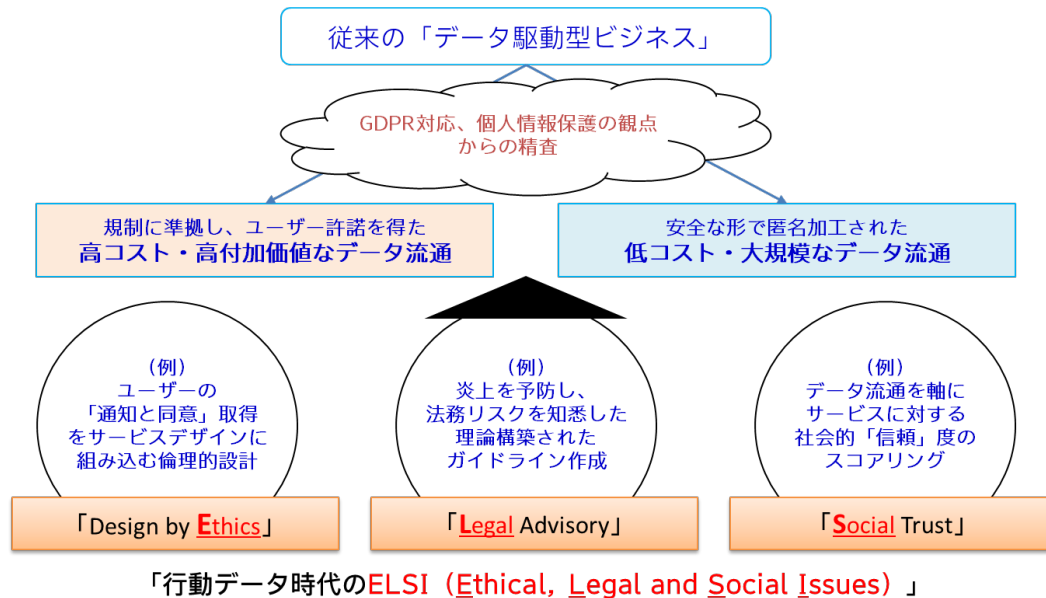 従来の「データ駆動型ビジネス」
GDPR対応、個人情報保護の観点
からの精査
規制に準拠し、ユーザー許諾を得た
高コスト・高付加価値なデータ流通
安全な形で匿名加工された
低コスト・大規模なデータ流通
（例）
ユーザーの
「通知と同意」取得
をサービスデザインに
組み込む倫理的設計
（例）
炎上を予防し、
法務リスクを知悉した
理論構築された
ガイドライン作成
（例）
データ流通を軸に
サービスに対する
社会的「信頼」度の
スコアリング
「Design by Ethics」
「Legal Advisory」
「Social Trust」
「行動データ時代のELSI（Ethical, Legal and Social Issues）」